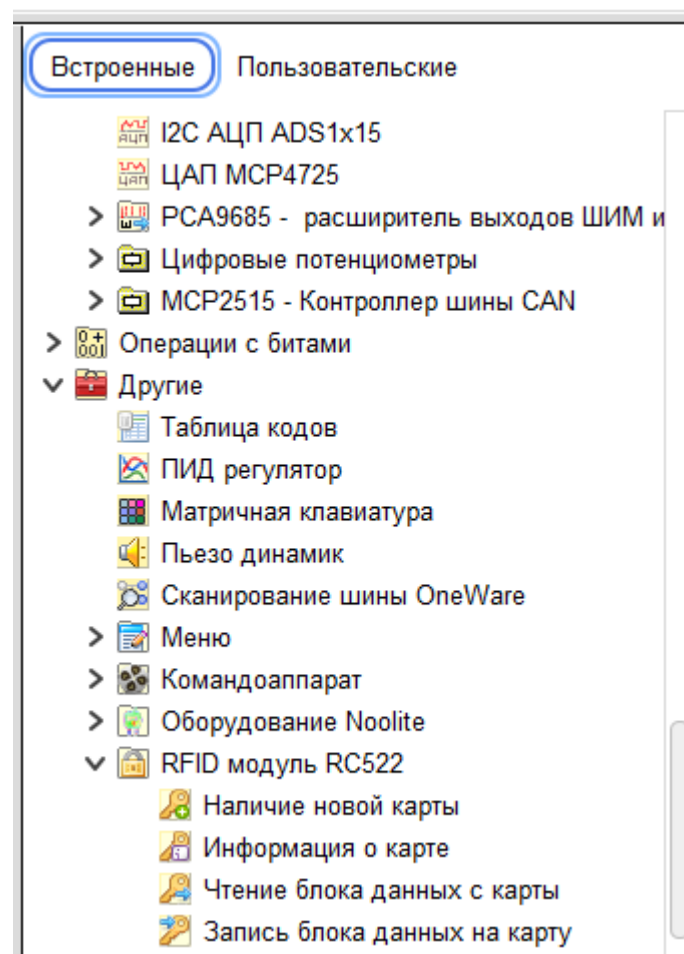 Встроенные Пользовательские
I2C АЦП ADS1x15
ЦАП MCP4725
PCA9685 - расширитель выходов ШИМ и
Цифровые потенциометры
MCP2515 - Контроллер шины CAN
Операции с битами
Другие
Таблица кодов
ПИД регулятор
Матричная клавиатура
Пьезо динамик
Сканирование шины OneWare
Меню
Командоаппарат
Оборудование Noolite
RFID модуль RC522
Наличие новой карты
Информация о карте
Чтение блока данных с карты
Запись блока данных на карту